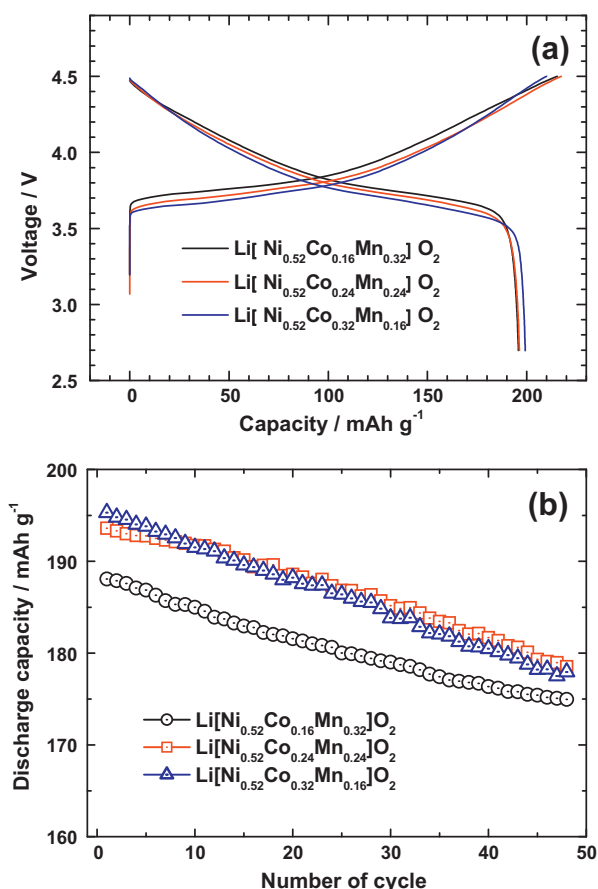 (a)
4.5
4.0
3.5
3.0
2.5
Voltage / V
Li[ Ni0.52Co0.16Mn0.32] O2
Li[ Ni0.52Co0.24Mn0.24] O2
Li[ Ni0.52Co0.32Mn0.16] O2
0 50 100 150 200
Capacity / mAh g-1
(b)
200
190
180
170
160
Discharge capacity / mAh g-1
Li[Ni0.52Co0.16Mn0.32]O2
Li[Ni0.52Co0.24Mn0.24]O2
Li[Ni0.52Co0.32Mn0.16]O2
0 10 20 30 40 50
Number of cycle